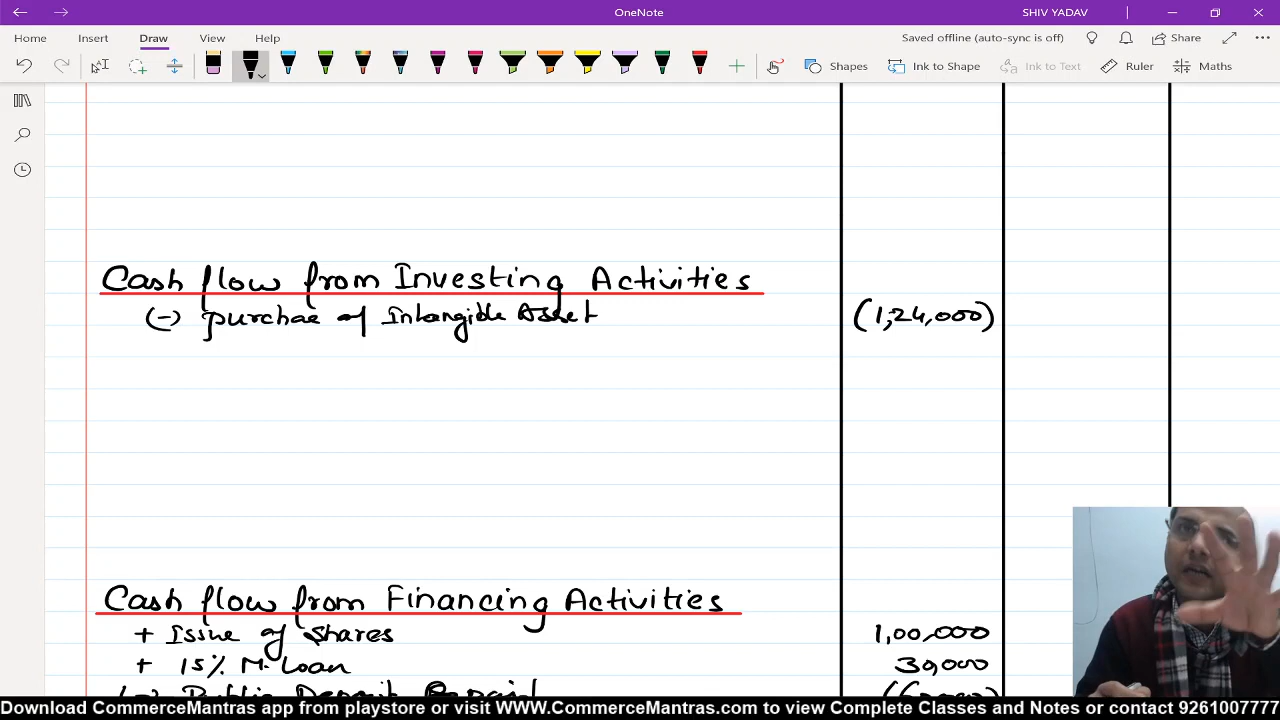 OneNote
SHIV YADAV
Home Insert Draw View Help
Saved offline (auto-sync is off)
Share
Shapes
Ink to Shape
Ink to Text
Ruler
Maths
Cash flow from Investing Activities
(-) purchae of Intangible Asset (1,24,000)
Cash flow from Financing Activities
+ Issue of Shares 1,00,000
+ 15% M. Loan 30,000
(-) Public Deposit
Download CommerceMantras app from playstore or visit WWW.CommerceMantras.com to view Complete Classes and Notes or contact 9261007777